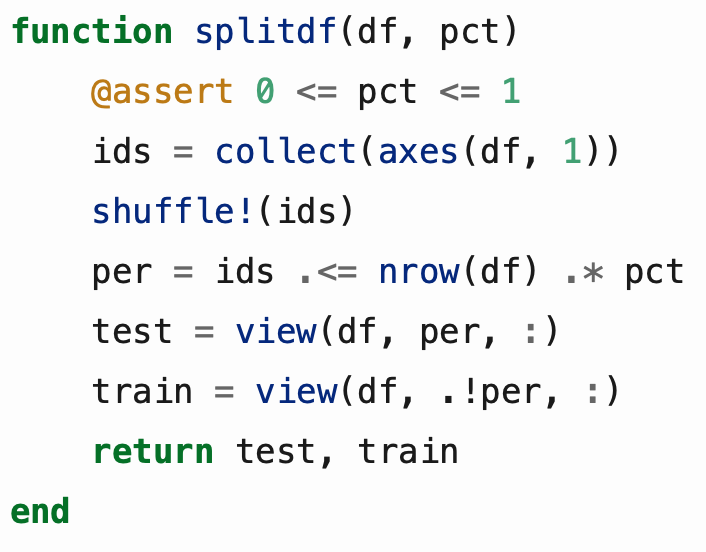 function splitdf(df, pct)
    @assert 0 <= pct <= 1
    ids = collect(axes(df, 1))
    shuffle!(ids)
    per = ids .<= nrow(df) .* pct
    test = view(df, per, :)
    train = view(df, .!per, :)
    return test, train
end